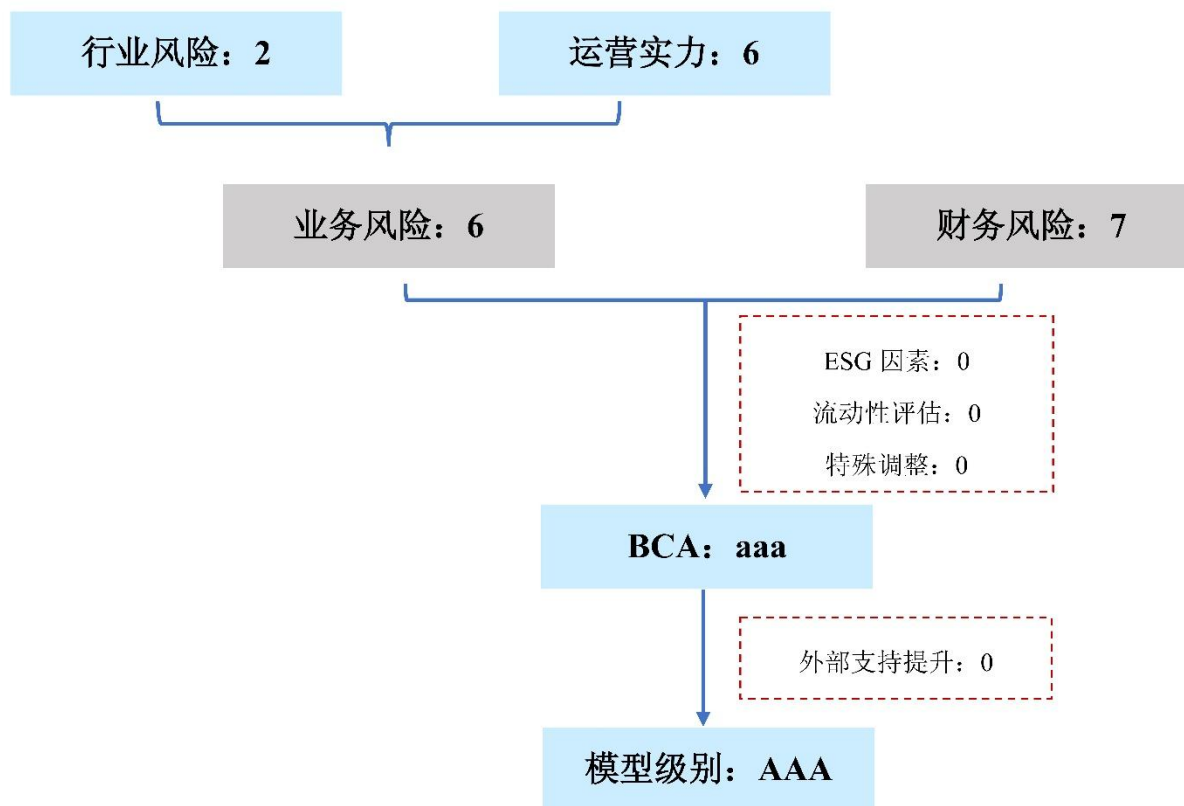 行业风险：2
运营实力：6
业务风险：6
财务风险：7
ESG 因素：0
流动性评估：0
特殊调整：0
BCA：aaa
外部支持提升：0
模型级别：AAA